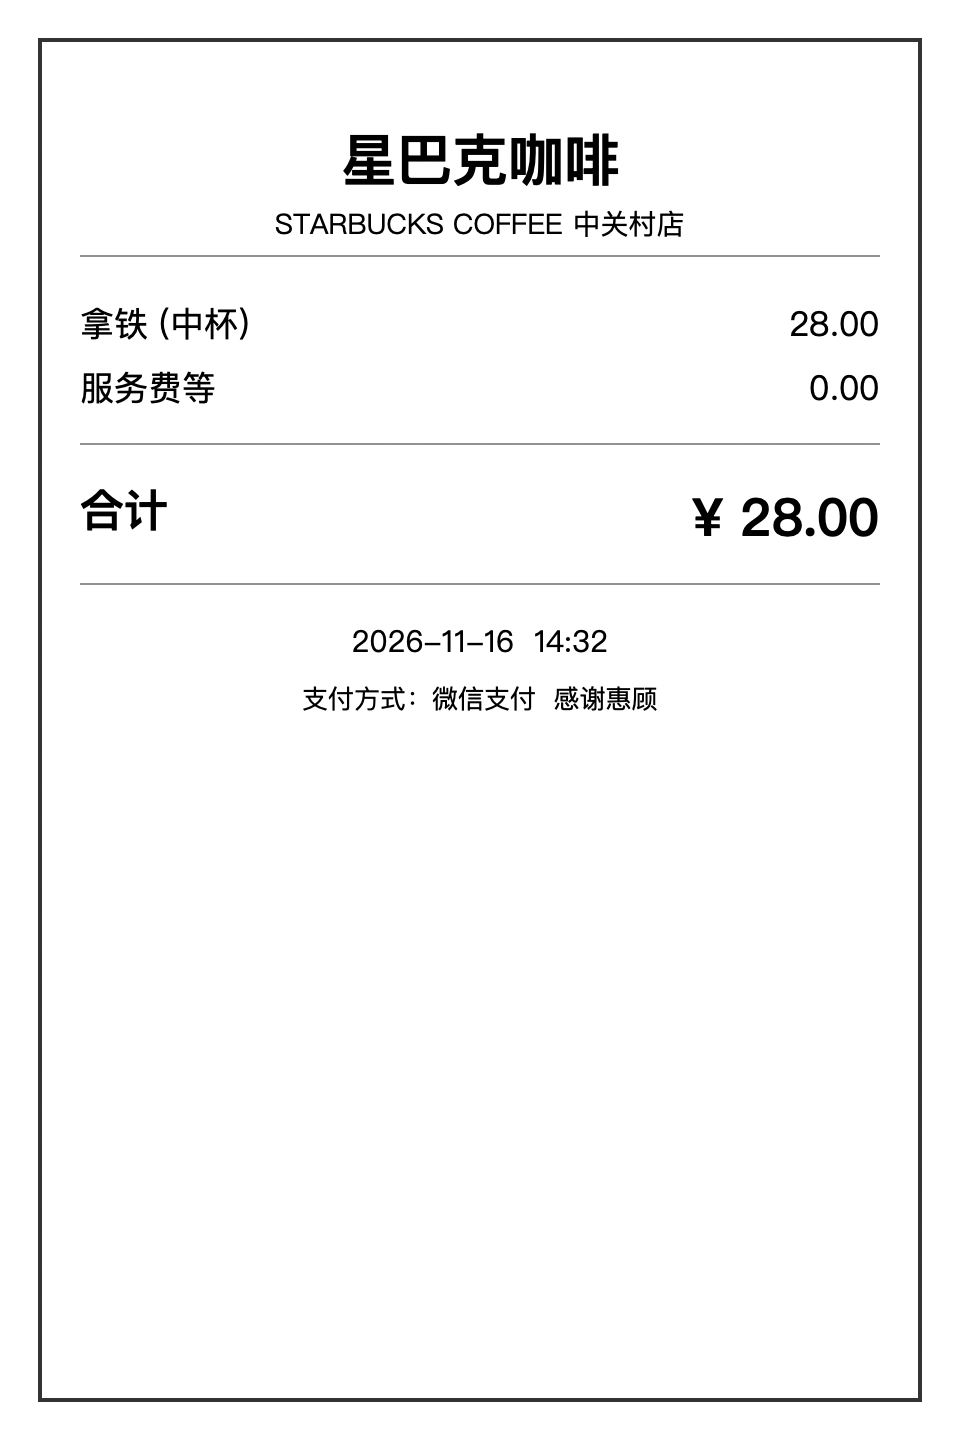 星巴克咖啡
STARBUCKS COFFEE 中关村店
拿铁 (中杯) 28.00
服务费等 0.00
合计 ¥ 28.00
2026-11-16 14:32
支付方式：微信支付 感谢惠顾